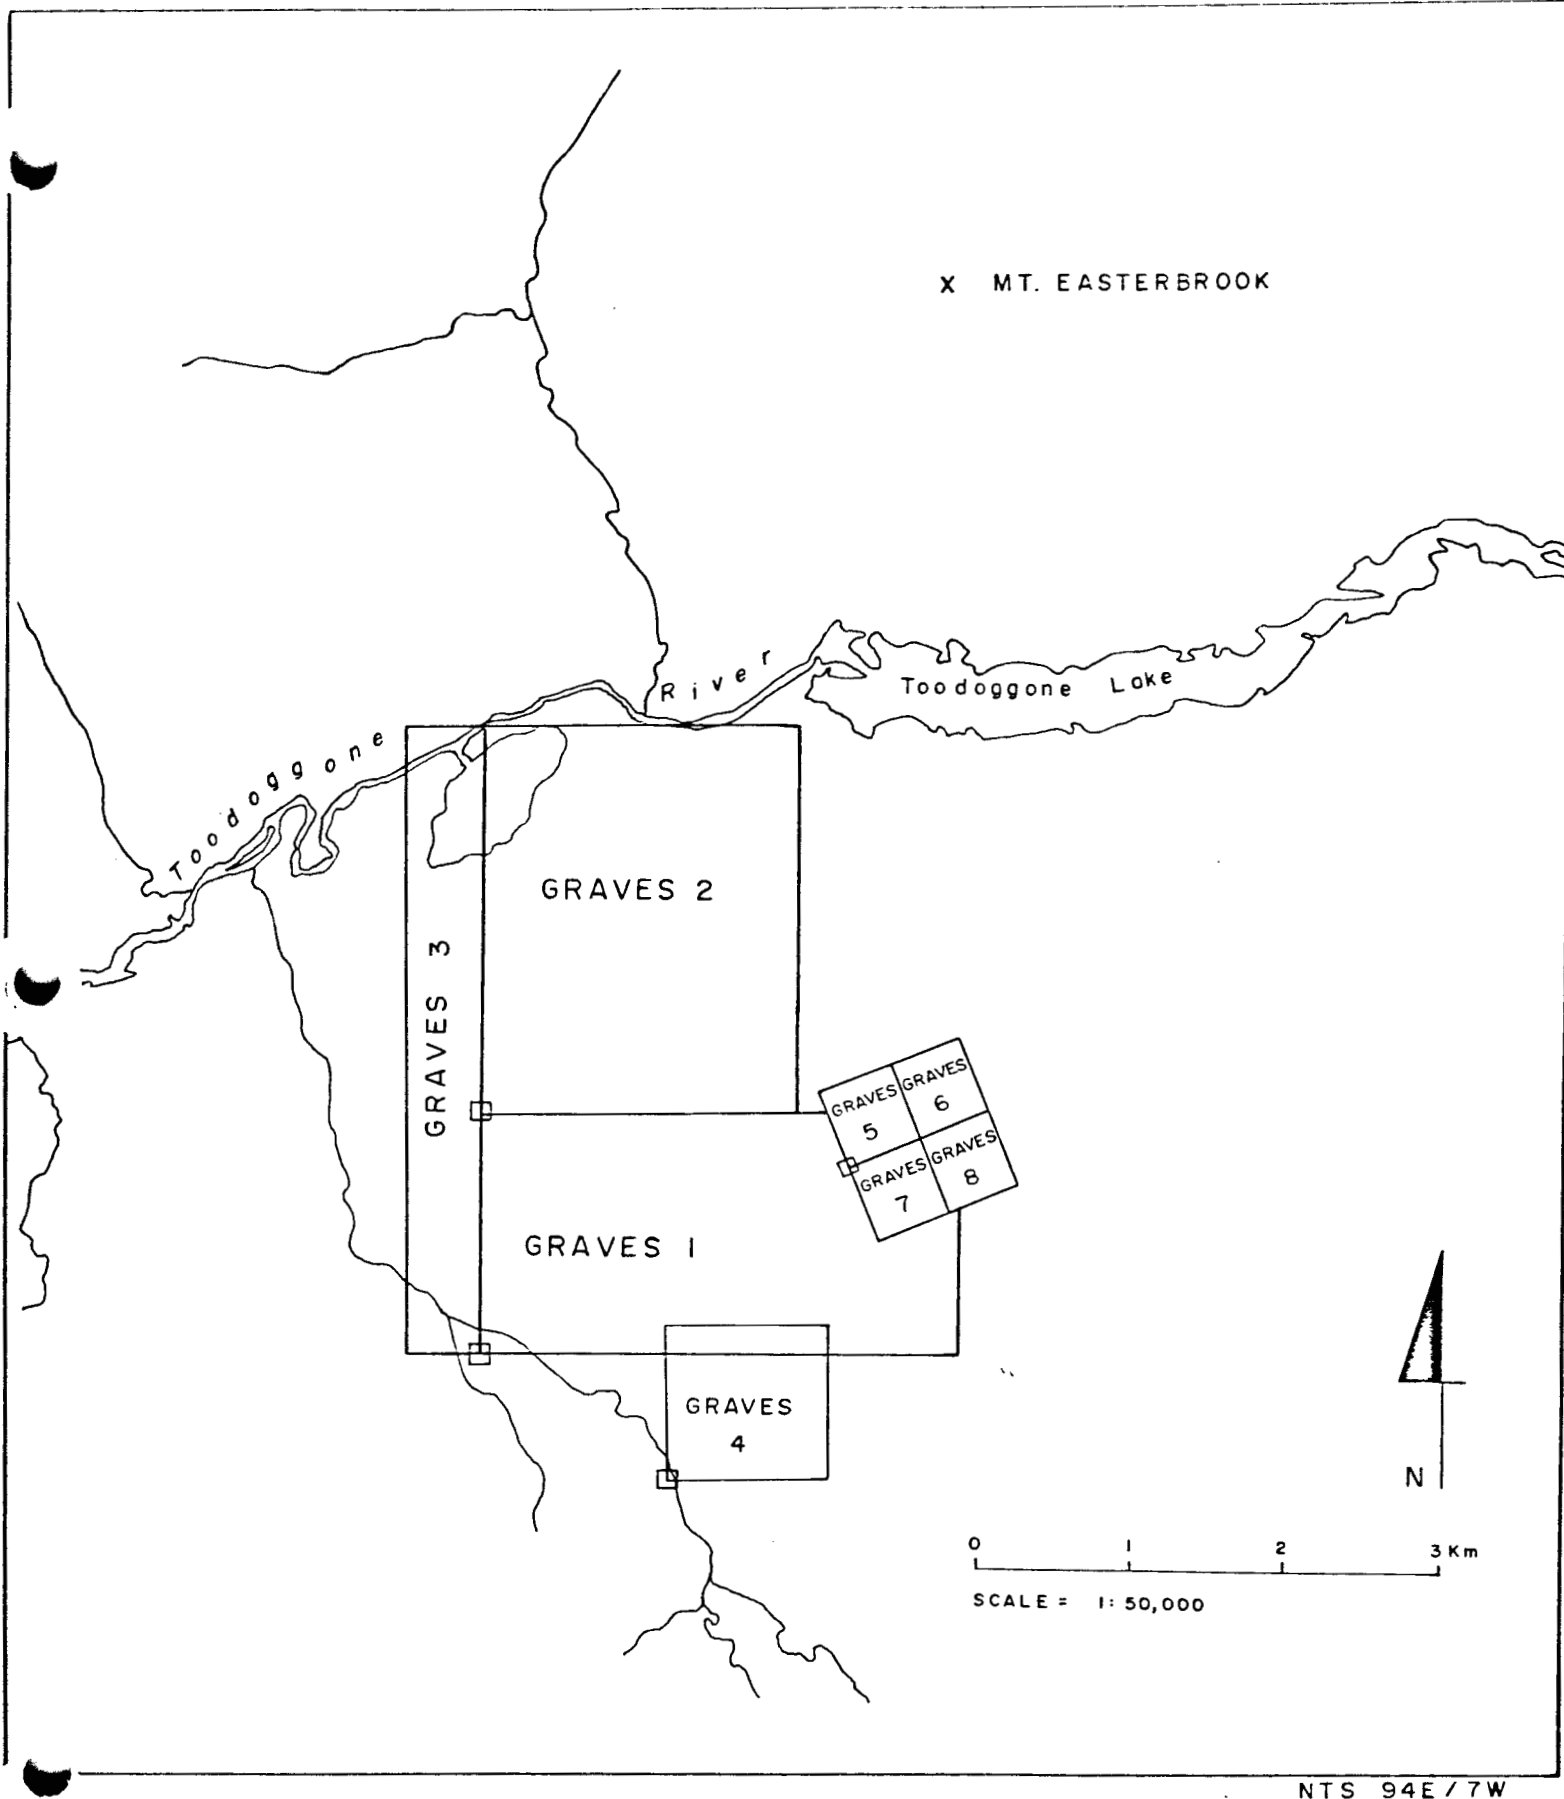 X MT. EASTERBROOK
Toodoggone River
Toodoggone Lake
GRAVES 2
GRAVES 3
GRAVES
5
GRAVES
6
GRAVES
7
GRAVES
8
GRAVES 1
GRAVES
4
N
0 1 2 3 Km
SCALE = 1:50,000
NTS 94E/7W